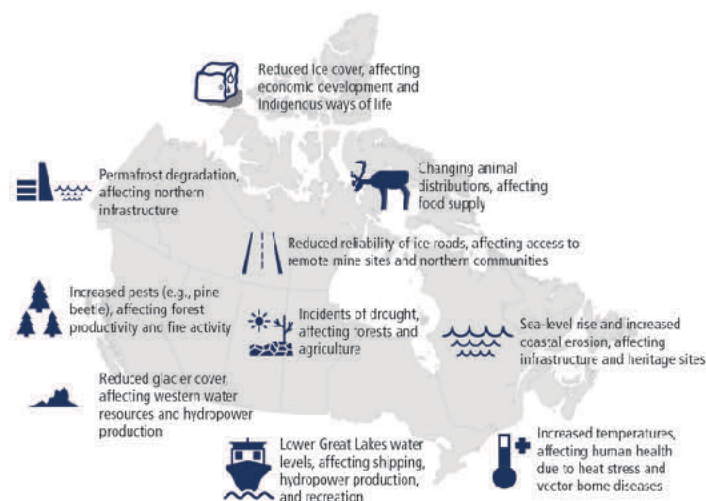 Reduced Ice cover, affecting
economic development and
Indigenous ways of life
Permafrost degradation,
affecting northern
infrastructure
Changing animal
distributions, affecting
food supply
Reduced reliability of ice roads, affecting access to
remote mine sites and northern communities
Increased pests (e.g., pine
beetle), affecting forest
productivity and fire activity
Incidents of drought,
affecting forests and
agriculture
Sea-level rise and increased
coastal erosion, affecting
infrastructure and heritage sites
Reduced glacier cover,
affecting western water
resources and hydropower
production
Lower Great Lakes water
levels, affecting shipping,
hydropower production,
and recreation
Increased temperatures,
affecting human health
due to heat stress and
vector-borne diseases